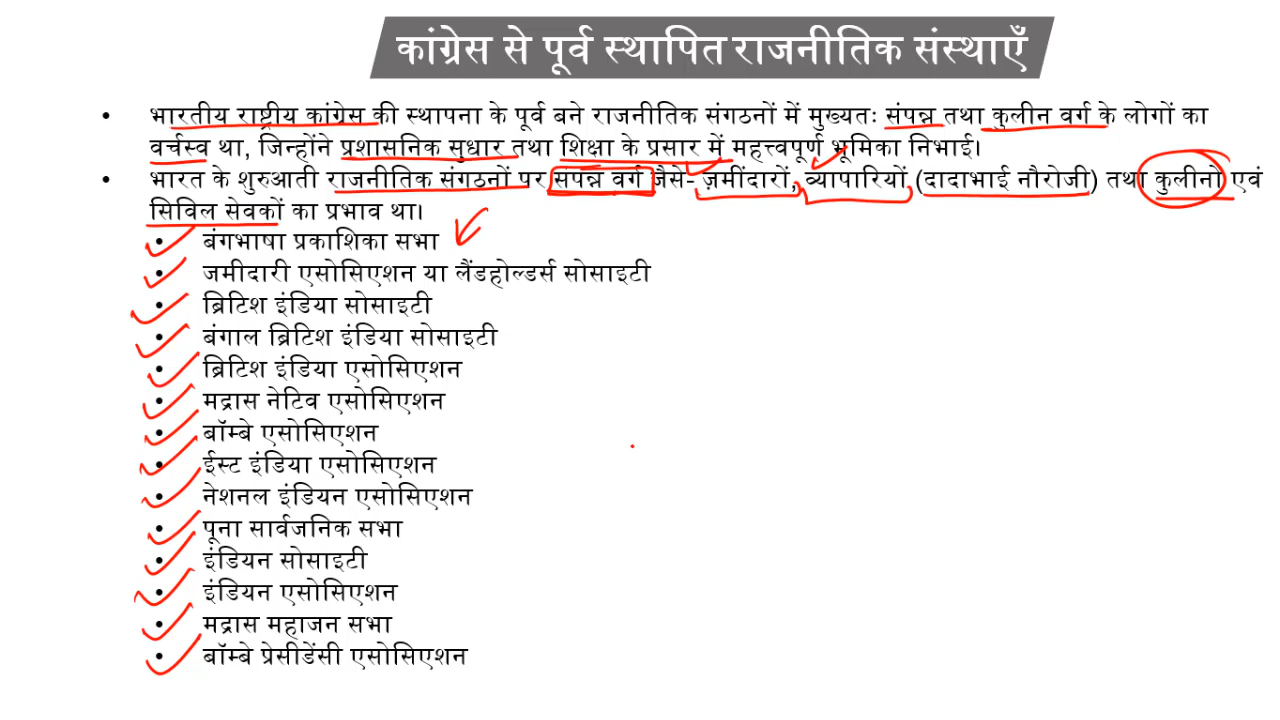 कांग्रेस से पूर्व स्थापित राजनीतिक संस्थाएँ
• भारतीय राष्ट्रीय कांग्रेस की स्थापना के पूर्व बने राजनीतिक संगठनों में मुख्यतः संपन्न तथा कुलीन वर्ग के लोगों का
वर्चस्व था, जिन्होंने प्रशासनिक सुधार तथा शिक्षा के प्रसार में महत्त्वपूर्ण भूमिका निभाई।
• भारत के शुरुआती राजनीतिक संगठनों पर संपन्न वर्ग जैसे- ज़मींदारों, व्यापारियों (दादाभाई नौरोजी) तथा कुलीनों एवं
सिविल सेवकों का प्रभाव था।
• बंगभाषा प्रकाशिका सभा
• जमीदारी एसोसिएशन या लैंडहोल्डर्स सोसाइटी
• ब्रिटिश इंडिया सोसाइटी
• बंगाल ब्रिटिश इंडिया सोसाइटी
• ब्रिटिश इंडिया एसोसिएशन
• मद्रास नेटिव एसोसिएशन
• बॉम्बे एसोसिएशन
• ईस्ट इंडिया एसोसिएशन
• नेशनल इंडियन एसोसिएशन
• पूना सार्वजनिक सभा
• इंडियन सोसाइटी
• इंडियन एसोसिएशन
• मद्रास महाजन सभा
• बॉम्बे प्रेसीडेंसी एसोसिएशन